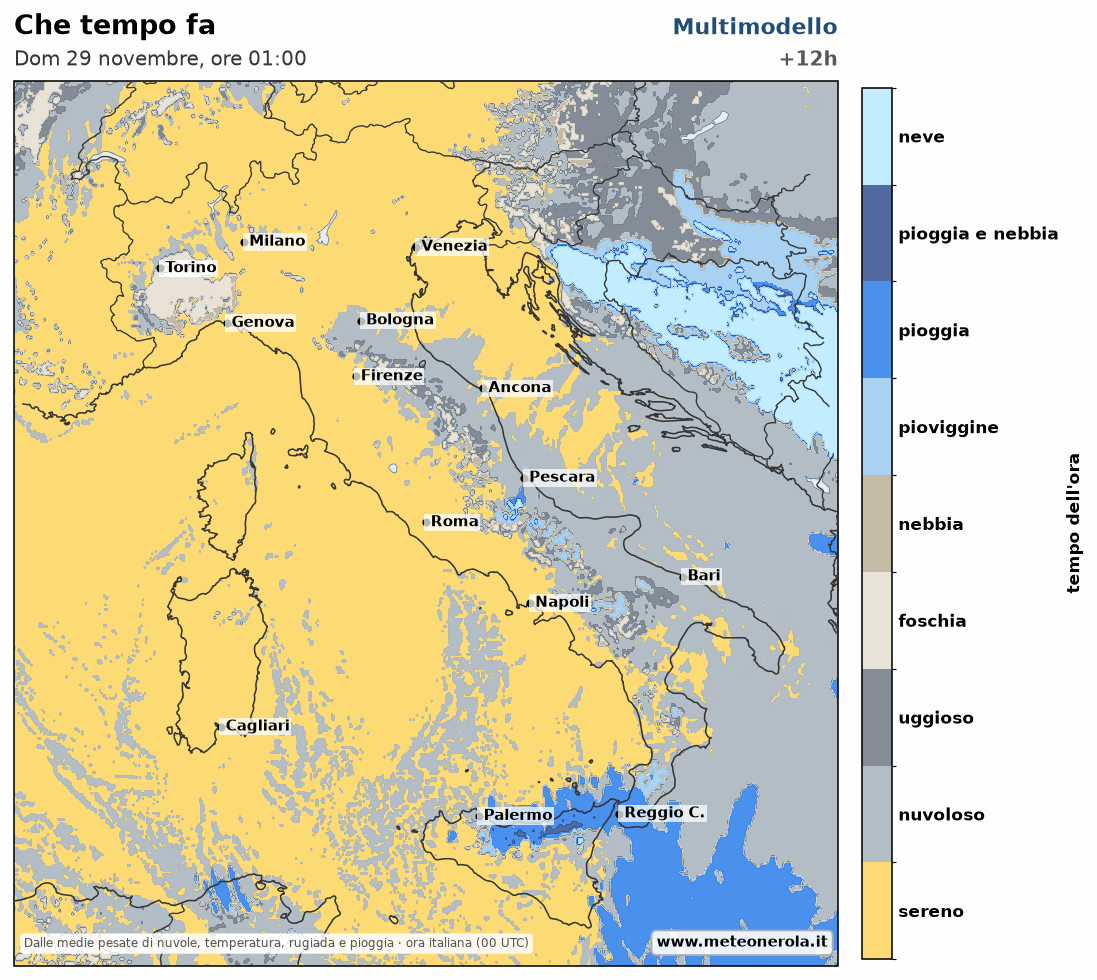 Che tempo fa
Multimodello
Dom 29 novembre, ore 01:00
+12h
neve
pioggia e nebbia
pioggia
pioviggine
nebbia
foschia
uggioso
nuvoloso
sereno
tempo dell'ora
Milano
Venezia
Torino
Genova
Bologna
Firenze
Ancona
Pescara
Roma
Bari
Napoli
Cagliari
Palermo
Reggio C.
Dalle medie pesate di nuvole, temperatura, rugiada e pioggia · ora italiana (00 UTC)
www.meteonerola.it